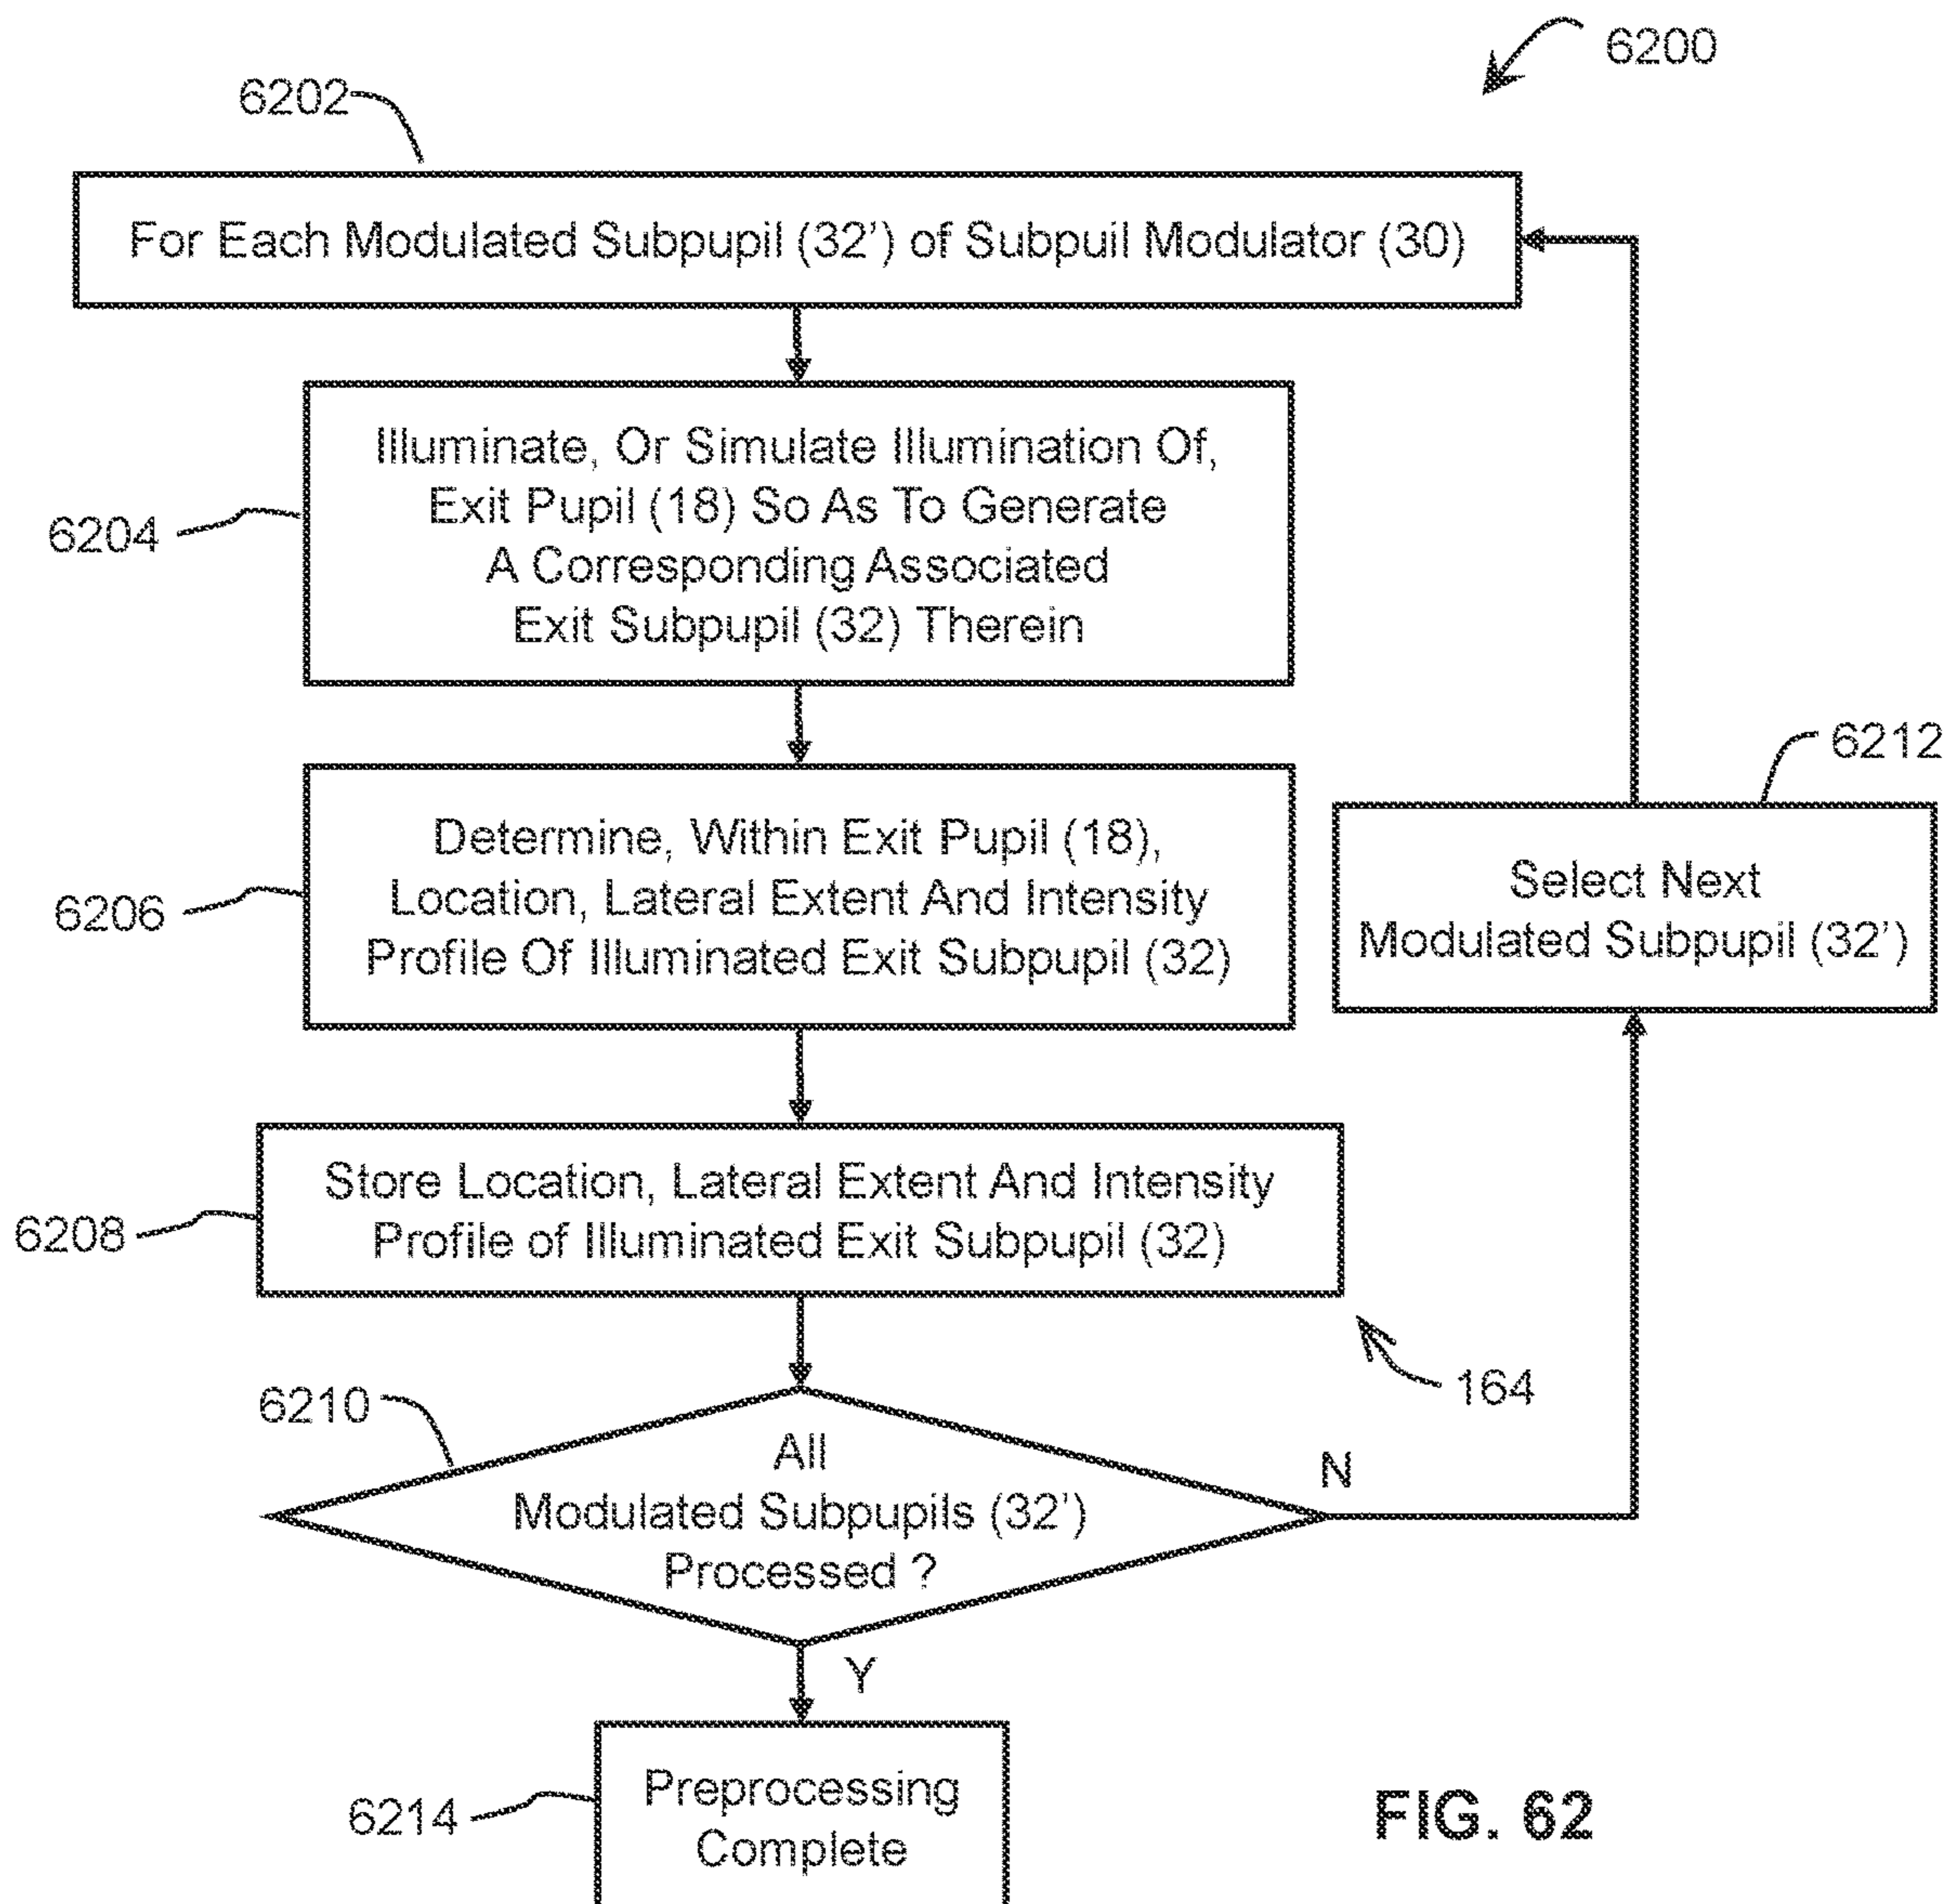 6200
6202
For Each Modulated Subpupil (32') of Subpuil Modulator (30)
Illuminate, Or Simulate Illumination Of,
Exit Pupil (18) So As To Generate
A Corresponding Associated
Exit Subpupil (32) Therein
6204
6212
Determine, Within Exit Pupil (18),
Location, Lateral Extent And Intensity
Profile Of Illuminated Exit Subpupil (32)
6206
Select Next
Modulated Subpupil (32')
Store Location, Lateral Extent And Intensity
Profile of Illuminated Exit Subpupil (32)
6208
164
6210
All
Modulated Subpupils (32')
Processed ?
N
Y
Preprocessing
Complete
6214
FIG. 62